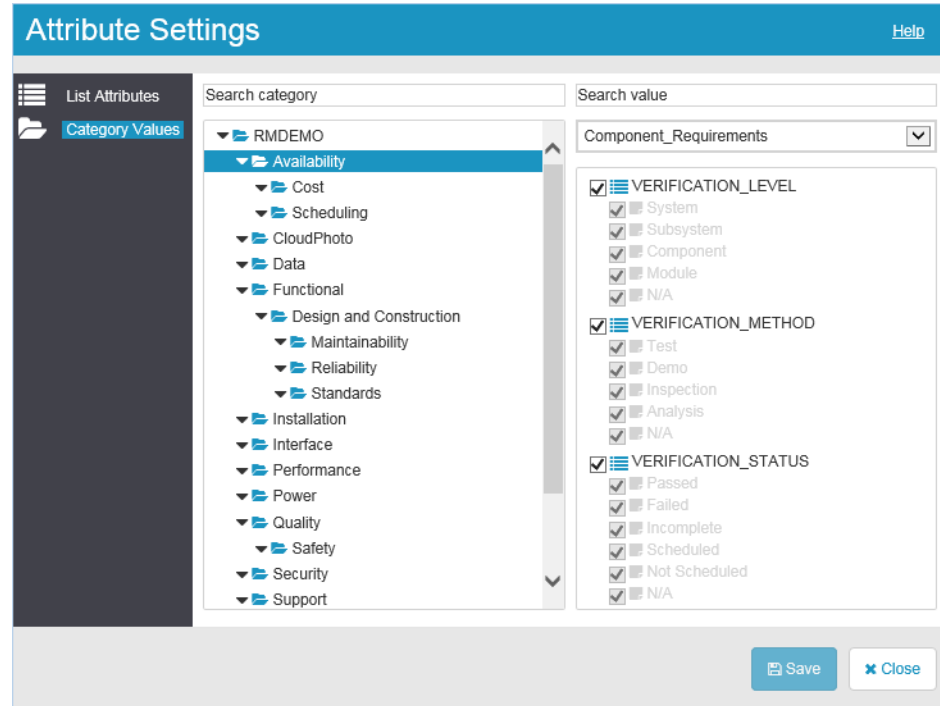 Attribute Settings
Help
List Attributes
Category Values
Search category
RMDEMO
Availability
Cost
Scheduling
CloudPhoto
Data
Functional
Design and Construction
Maintainability
Reliability
Standards
Installation
Interface
Performance
Power
Quality
Safety
Security
Support
Search value
Component_Requirements
VERIFICATION_LEVEL
System
Subsystem
Component
Module
N/A
VERIFICATION_METHOD
Test
Demo
Inspection
Analysis
N/A
VERIFICATION_STATUS
Passed
Failed
Incomplete
Scheduled
Not Scheduled
N/A
Save
Close